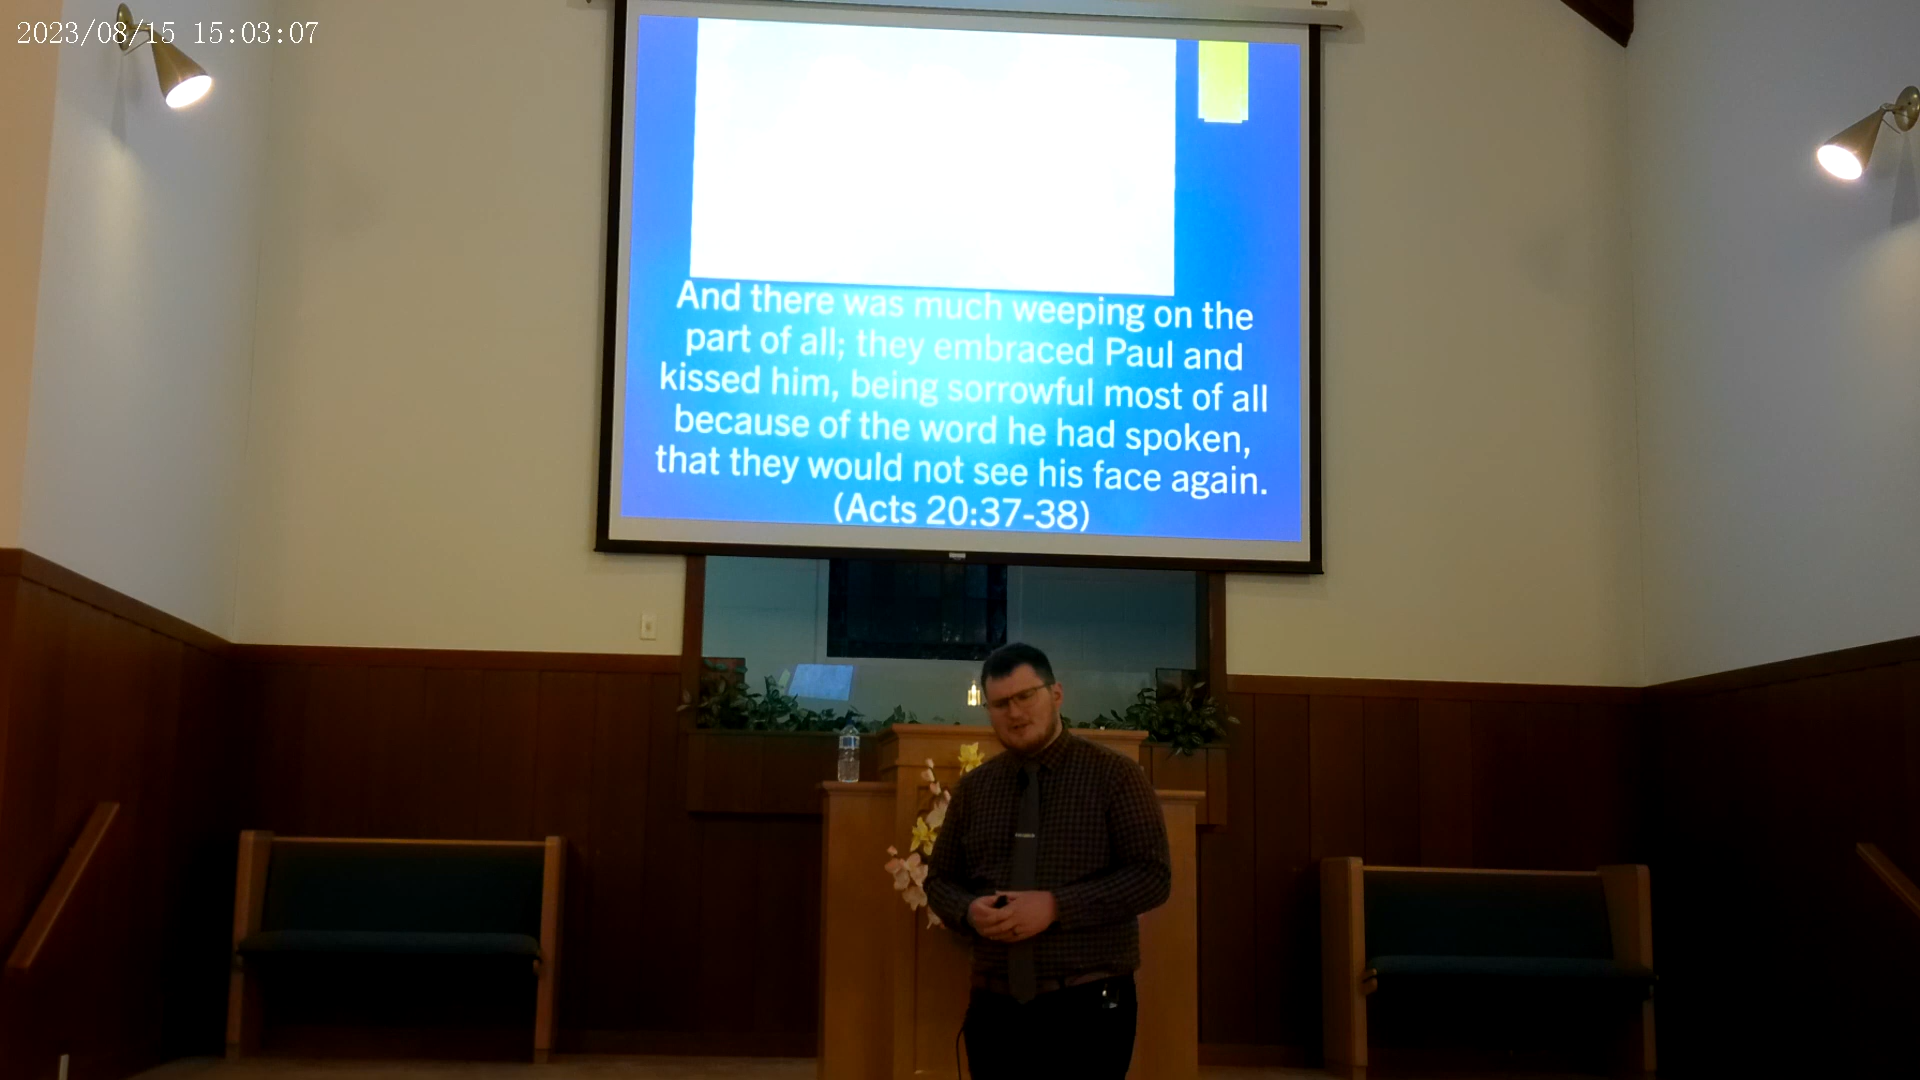 2023/08/15 15:03:07
And there was much weeping on the
part of all; they embraced Paul and
kissed him, being sorrowful most of all
because of the word he had spoken,
that they would not see his face again.
(Acts 20:37-38)